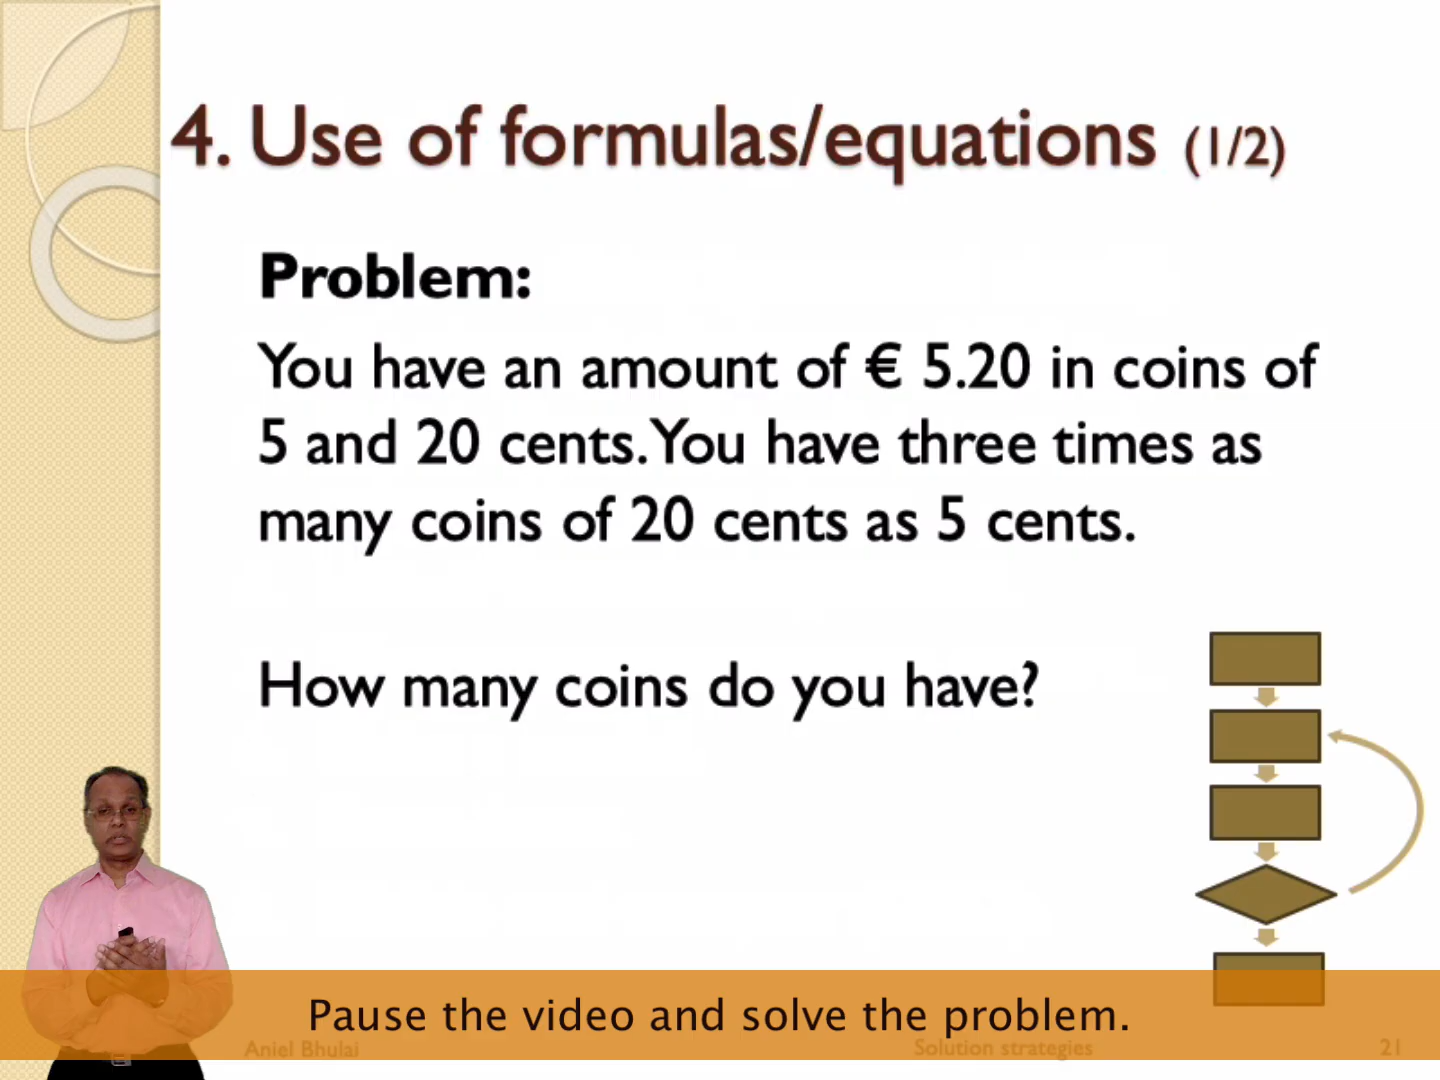 4. Use of formulas/equations (1/2)
Problem:
You have an amount of € 5.20 in coins of
5 and 20 cents. You have three times as
many coins of 20 cents as 5 cents.
How many coins do you have?
Pause the video and solve the problem.
Aniel Bhulai
Solution strategies
21